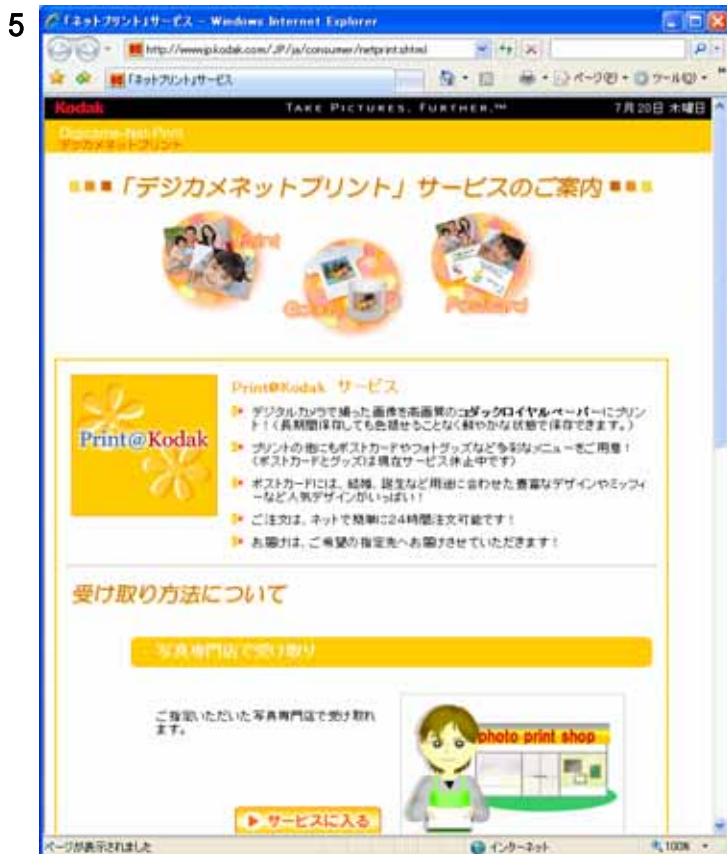 5
「ネットプリント」サービス - Windows Internet Explorer
http://www.jp.kodak.com/JP/ja/consumer/netprint.shtml
「ネットプリント」サービス
ページ(P)
ツール(O)
Kodak
TAKE PICTURES. FURTHER.™
7月20日 木曜日
Digicame-Net-Print
デジカメネットプリント
「デジカメネットプリント」サービスのご案内
Print
Goods
Postcard
Print@Kodak
Print@Kodak サービス
デジタルカメラで撮った画像を高画質のコダックロイヤルペーパーにプリン
ト!(長期間保存しても色褪せることなく鮮やかな状態で保存できます。)
プリントの他にもポストカードやフォトグッズなど多彩なメニューをご用意!
(ポストカードとグッズは現在サービス休止中です)
ポストカードには、結婚、誕生など用途に合わせた豊富なデザインやミッフィ
ーなど人気デザインがいっぱい!
ご注文は、ネットで簡単に24時間注文可能です!
お届けは、ご希望の指定先へお届けさせていただきます!
受け取り方法について
写真専門店で受け取り
ご指定いただいた写真専門店で受け取れ
ます。
photo print shop
サービスに入る
ページが表示されました
インターネット
100%